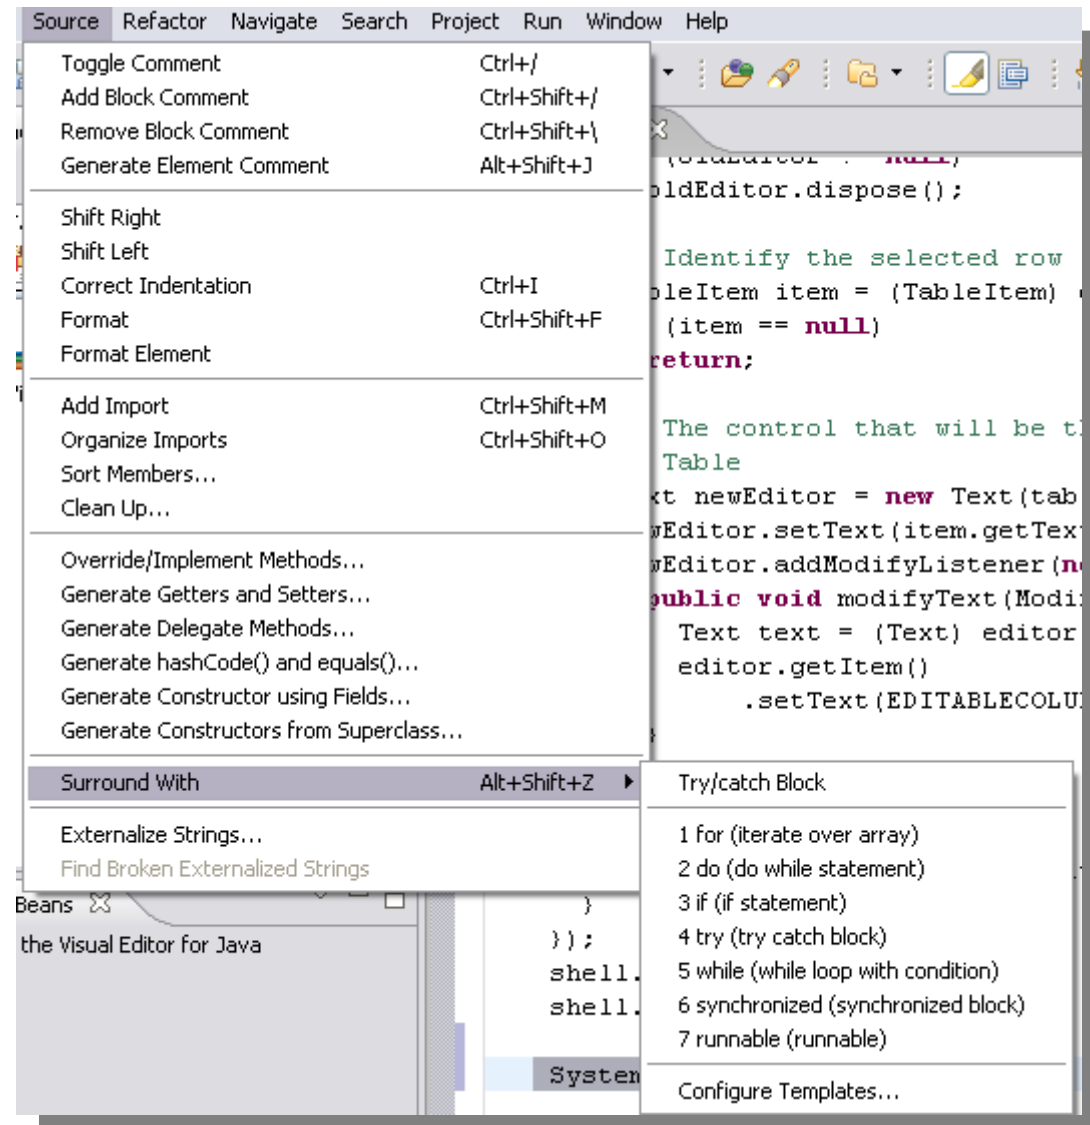 Source Refactor Navigate Search Project Run Window Help
Toggle Comment Ctrl+/
Add Block Comment Ctrl+Shift+/
Remove Block Comment Ctrl+Shift+\
Generate Element Comment Alt+Shift+J
Shift Right
Shift Left
Correct Indentation Ctrl+I
Format Ctrl+Shift+F
Format Element
Add Import Ctrl+Shift+M
Organize Imports Ctrl+Shift+O
Sort Members...
Clean Up...
Override/Implement Methods...
Generate Getters and Setters...
Generate Delegate Methods...
Generate hashCode() and equals()...
Generate Constructor using Fields...
Generate Constructors from Superclass...
Surround With Alt+Shift+Z
Externalize Strings...
Find Broken Externalized Strings
Try/catch Block
1 for (iterate over array)
2 do (do while statement)
3 if (if statement)
4 try (try catch block)
5 while (while loop with condition)
6 synchronized (synchronized block)
7 runnable (runnable)
Configure Templates...
oldEditor.dispose();
Identify the selected row
bleItem item = (TableItem)
(item == null)
return;
The control that will be t
Table
xt newEditor = new Text(tab
wEditor.setText(item.getTex
wEditor.addModifyListener(n
public void modifyText(Modi
Text text = (Text) editor
editor.getItem()
.setText(EDITABLECOLU
}
});
shell.
shell.
System
Beans
the Visual Editor for Java